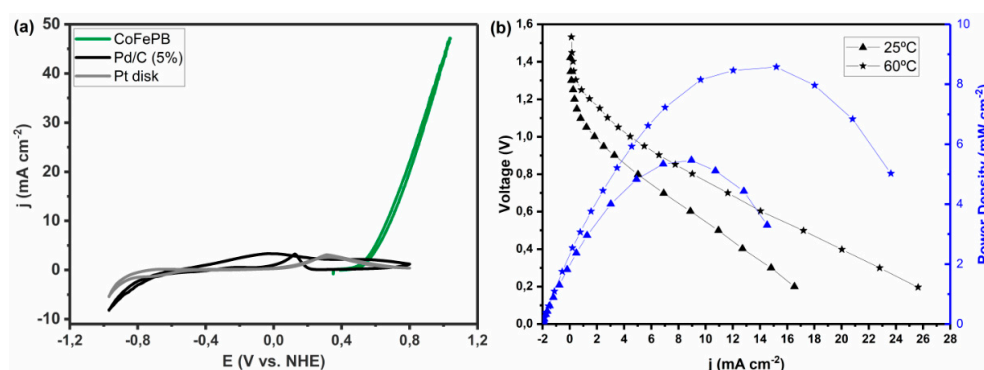 (a)
CoFePB
Pd/C (5%)
Pt disk
50
40
30
20
10
0
-10
j (mA cm⁻²)
-1,2
-0,8
-0,4
0,0
0,4
0,8
1,2
E (V vs. NHE)
(b)
25ºC
60ºC
1,8
1,6
1,4
1,2
1,0
0,8
0,6
0,4
0,2
0,0
Voltage (V)
-2 0 2 4 6 8 10 12 14 16 18 20 22 24 26 28
j (mA cm⁻²)
10
8
6
4
2
0
Power Density (mW cm⁻²)